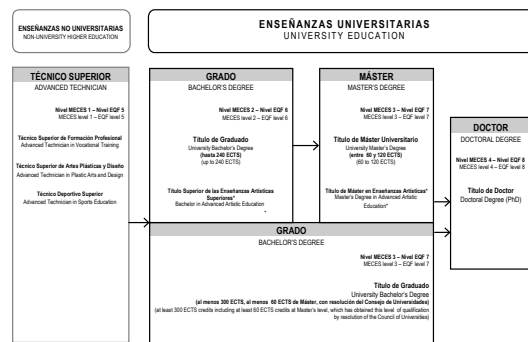 ENSEÑANZAS NO UNIVERSITARIAS
NON-UNIVERSITY HIGHER EDUCATION
ENSEÑANZAS UNIVERSITARIAS
UNIVERSITY EDUCATION
TÉCNICO SUPERIOR
ADVANCED TECHNICIAN
Nivel MECES 1 – Nivel EQF 5
MECES level 1 – EQF level 5
Técnico Superior de Formación Profesional
Advanced Technician in Vocational Training
Técnico Superior de Artes Plásticas y Diseño
Advanced Technician in Plastic Arts and Design
Técnico Deportivo Superior
Advanced Technician in Sports Education
GRADO
BACHELOR'S DEGREE
Nivel MECES 2 – Nivel EQF 6
MECES level 2 – EQF level 6
Título de Graduado
University Bachelor's Degree
(hasta 240 ECTS)
(up to 240 ECTS)
Título Superior de las Enseñanzas Artísticas
Superiores*
Bachelor in Advanced Artistic Education
*
MÁSTER
MASTER'S DEGREE
Nivel MECES 3 – Nivel EQF 7
MECES level 3 – EQF level 7
Título de Máster Universitario
University Master's Degree
(entre 60 y 120 ECTS)
(60 to 120 ECTS)
Título de Máster en Enseñanzas Artísticas*
Master's Degree in Advanced Artistic
Education*
DOCTOR
DOCTORAL DEGREE
Nivel MECES 4 – Nivel EQF 8
MECES level 4 – EQF level 8
Título de Doctor
Doctoral Degree (PhD)
GRADO
BACHELOR'S DEGREE
Nivel MECES 3 – Nivel EQF 7
MECES level 3 – EQF level 7
Título de Graduado
University Bachelor's Degree
(al menos 300 ECTS, al menos 60 ECTS de Máster, con resolución del Consejo de Universidades)
(at least 300 ECTS credits including at least 60 ECTS credits at Master's level, which has obtained this level of qualification
by resolution of the Council of Universities)